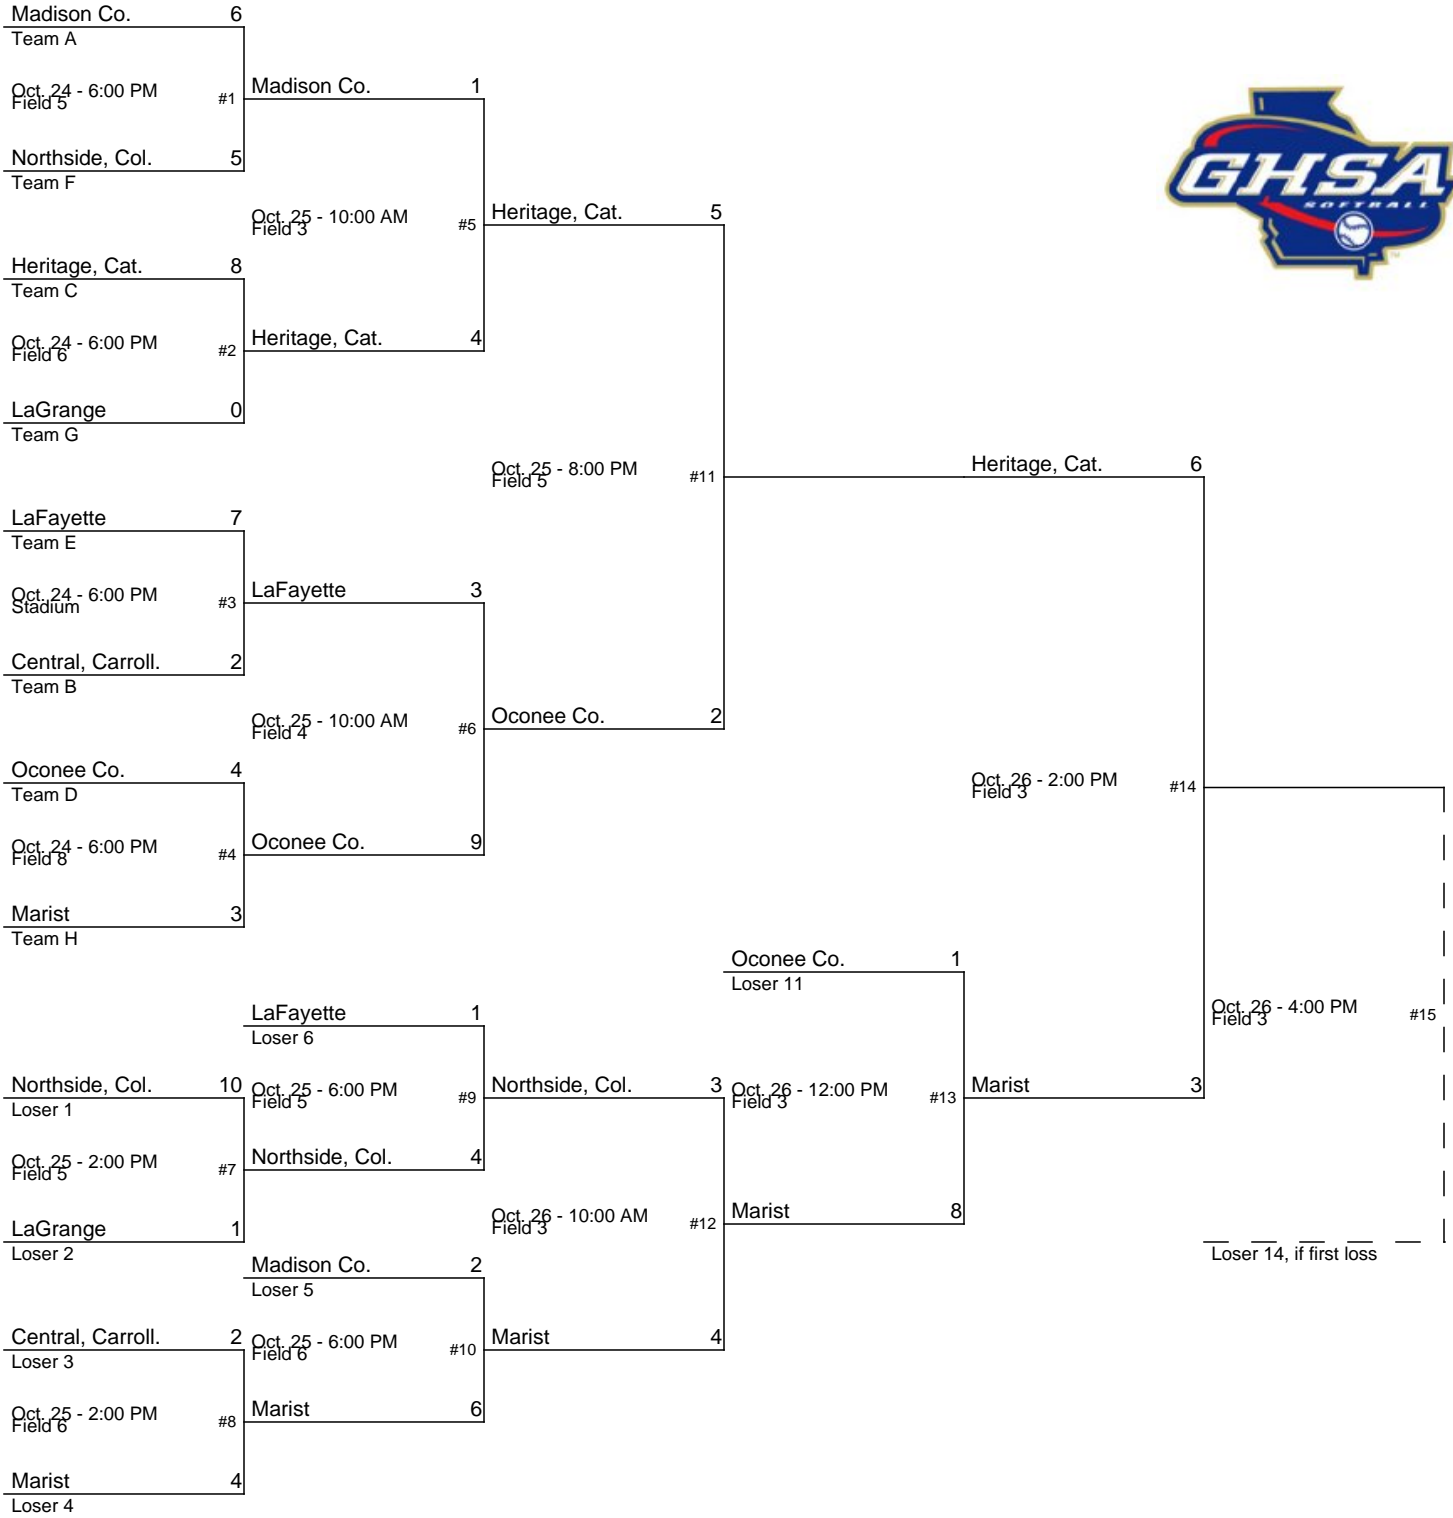 Madison Co. 6
Team A
Oct. 24 - 6:00 PM
Field 5
#1
Madison Co. 1
Northside, Col. 5
Team F
Oct. 25 - 10:00 AM
Field 3
#5
Heritage, Cat. 5
GHSA
SOFTBALL
TM
Heritage, Cat. 8
Team C
Oct. 24 - 6:00 PM
Field 6
#2
Heritage, Cat. 4
LaGrange 0
Team G
Oct. 25 - 8:00 PM
Field 5
#11
Heritage, Cat. 6
LaFayette 7
Team E
Oct. 24 - 6:00 PM
Stadium
#3
LaFayette 3
Central, Carroll. 2
Team B
Oct. 25 - 10:00 AM
Field 4
#6
Oconee Co. 2
Oconee Co. 4
Team D
Oct. 26 - 2:00 PM
Field 3
#14
Oct. 24 - 6:00 PM
Field 8
#4
Oconee Co. 9
Marist 3
Team H
Oconee Co. 1
Loser 11
LaFayette 1
Loser 6
Oct. 26 - 4:00 PM
Field 3
#15
Northside, Col. 10
Loser 1
Oct. 25 - 6:00 PM
Field 5
#9
Northside, Col. 3
Oct. 26 - 12:00 PM
Field 3
#13
Marist 3
Oct. 25 - 2:00 PM
Field 5
#7
Northside, Col. 4
LaGrange 1
Loser 2
Oct. 26 - 10:00 AM
Field 3
#12
Marist 8
Madison Co. 2
Loser 5
Loser 14, if first loss
Central, Carroll. 2
Loser 3
Oct. 25 - 6:00 PM
Field 6
#10
Marist 4
Oct. 25 - 2:00 PM
Field 6
#8
Marist 6
Marist 4
Loser 4